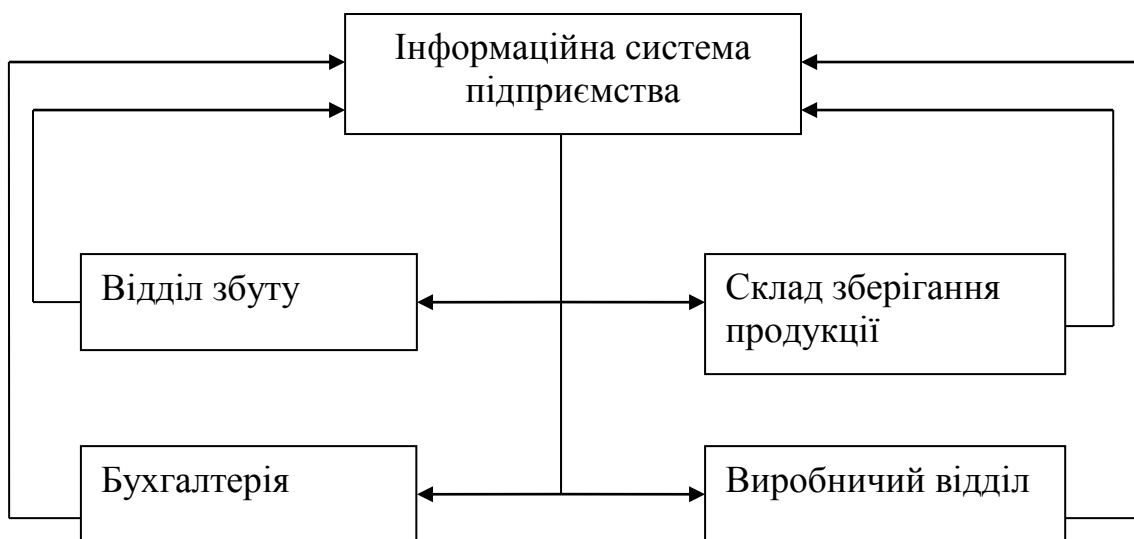 Інформаційна система
підприємства
Відділ збуту
Склад зберігання
продукції
Бухгалтерія
Виробничий відділ